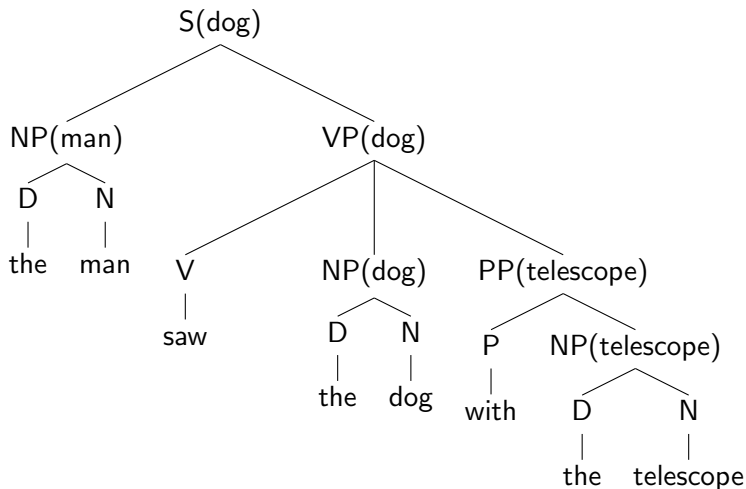 S(dog)
NP(man) VP(dog)
D N
the man V NP(dog) PP(telescope)
saw D N P NP(telescope)
the dog with D N
the telescope